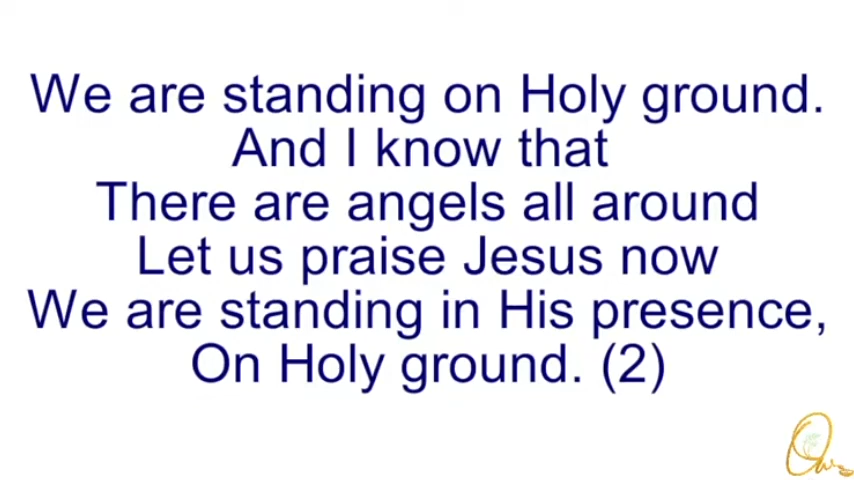 We are standing on Holy ground.
And I know that
There are angels all around
Let us praise Jesus now
We are standing in His presence,
On Holy ground. (2)